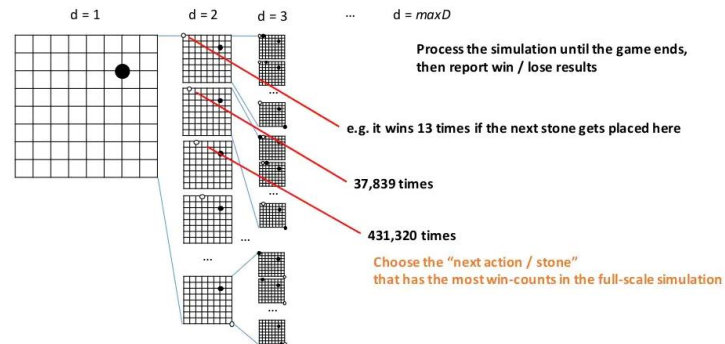 d = 1
d = 2
d = 3
...
d = maxD
Process the simulation until the game ends,
then report win / lose results
...
e.g. it wins 13 times if the next stone gets placed here
...
37,839 times
...
431,320 times
...
...
Choose the “next action / stone”
that has the most win-counts in the full-scale simulation
...